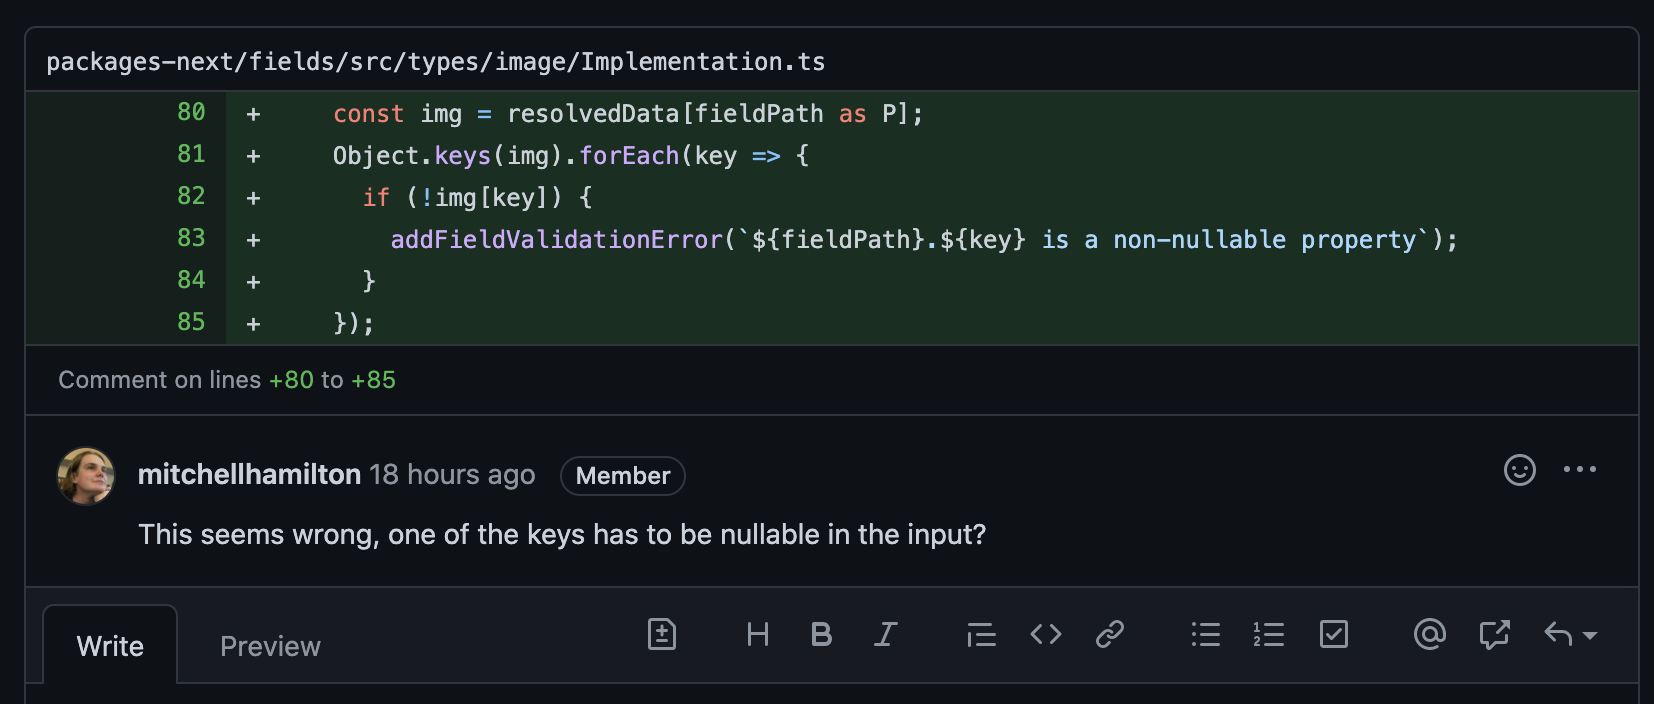 packages-next/fields/src/types/image/Implementation.ts
80 + const img = resolvedData[fieldPath as P];
81 + Object.keys(img).forEach(key => {
82 + if (!img[key]) {
83 + addFieldValidationError(`${fieldPath}.${key} is a non-nullable property`);
84 + }
85 + });
Comment on lines +80 to +85
mitchellhamilton 18 hours ago Member
This seems wrong, one of the keys has to be nullable in the input?
Write Preview